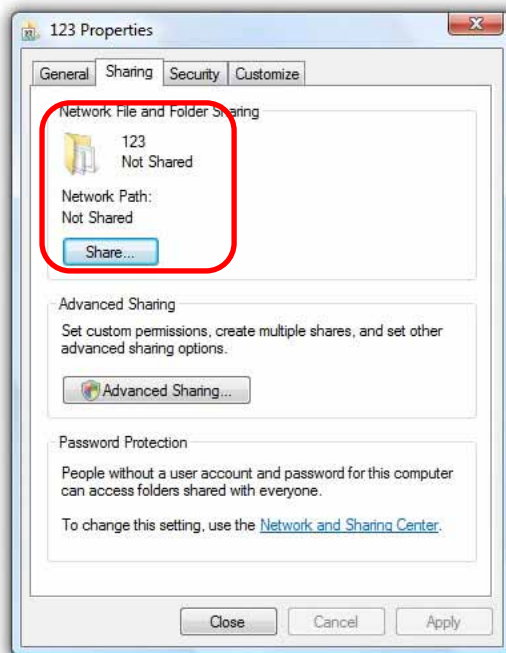 123 Properties
General Sharing Security Customize
Network File and Folder Sharing
123
Not Shared
Network Path:
Not Shared
Share...
Advanced Sharing
Set custom permissions, create multiple shares, and set other
advanced sharing options.
Advanced Sharing...
Password Protection
People without a user account and password for this computer
can access folders shared with everyone.
To change this setting, use the Network and Sharing Center.
Close Cancel Apply